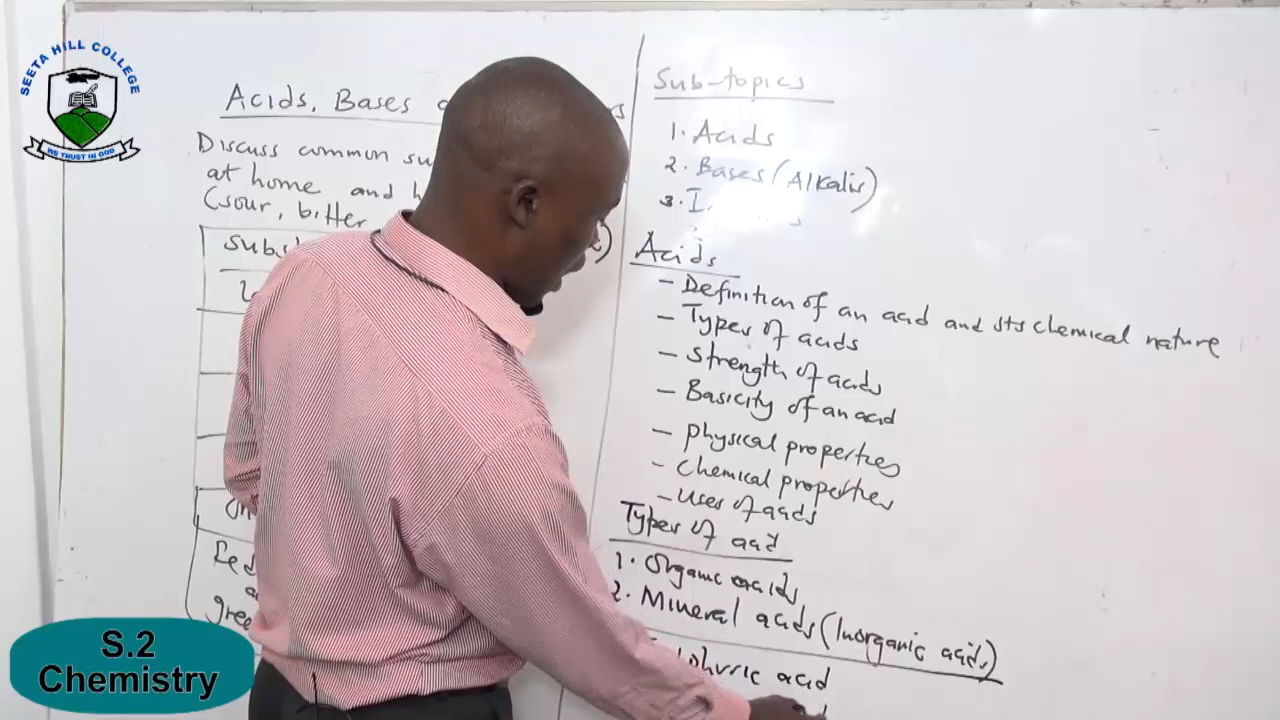 SEETA HILL COLLEGE
WE TRUST IN GOD
Acids, Bases
Discuss common
at home and
(sour, bitter
Sub-topics
1. Acids
2. Bases (Alkalis)
3. I
Acids
- Definition of an acid and its chemical nature
- Types of acids
- Strength of acids
- Basicity of an acid
- physical properties
- chemical properties
- Uses of acids
Types of acid
1. Organic acids
2. Mineral acids (Inorganic acids)
acid
S.2
Chemistry